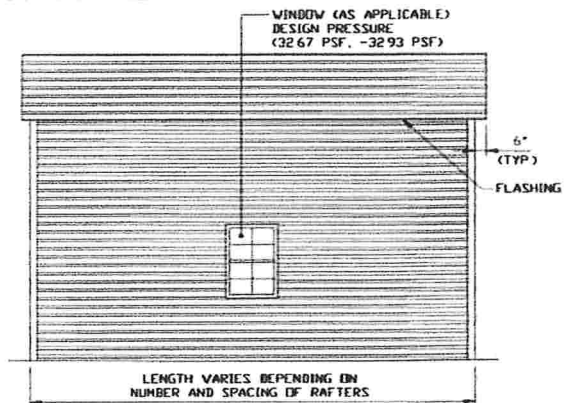 WINDOW (AS APPLICABLE)
DESIGN PRESSURE
(32 67 PSF, -32 93 PSF)
6"
(TYP)
FLASHING
LENGTH VARIES DEPENDING ON
NUMBER AND SPACING OF RAFTERS